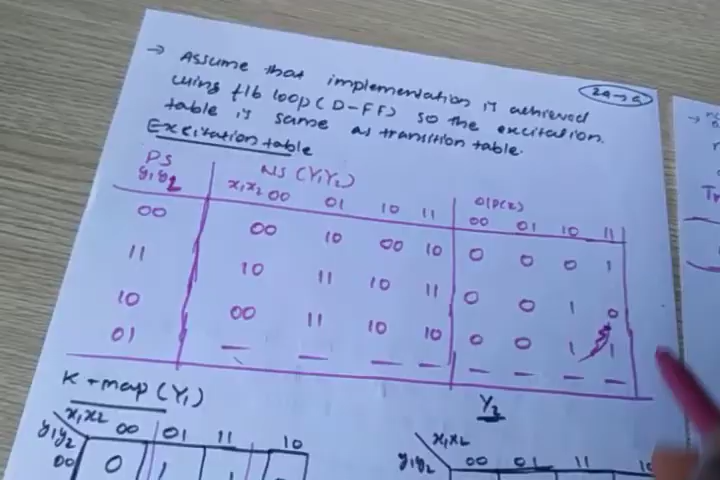 → Assume that implementation is achieved
using f/b loop (D-FF) so the excitation
table is same as transition table.
Excitation table
PS NS (Y1Y2) O/P(Z)
y1y2 x1x2 00 01 10 11 00 01 10 11
00 00 10 00 10 0 0 0 1
11 10 11 10 11 0 0 1 0
10 00 11 10 10 0 0 1 1
01 — — — — — — — —
K-map (Y1) Y2
x1x2 00 01 11 10 x1x2
y1y2 y1y2 00 01 11 10
00 0 1 1